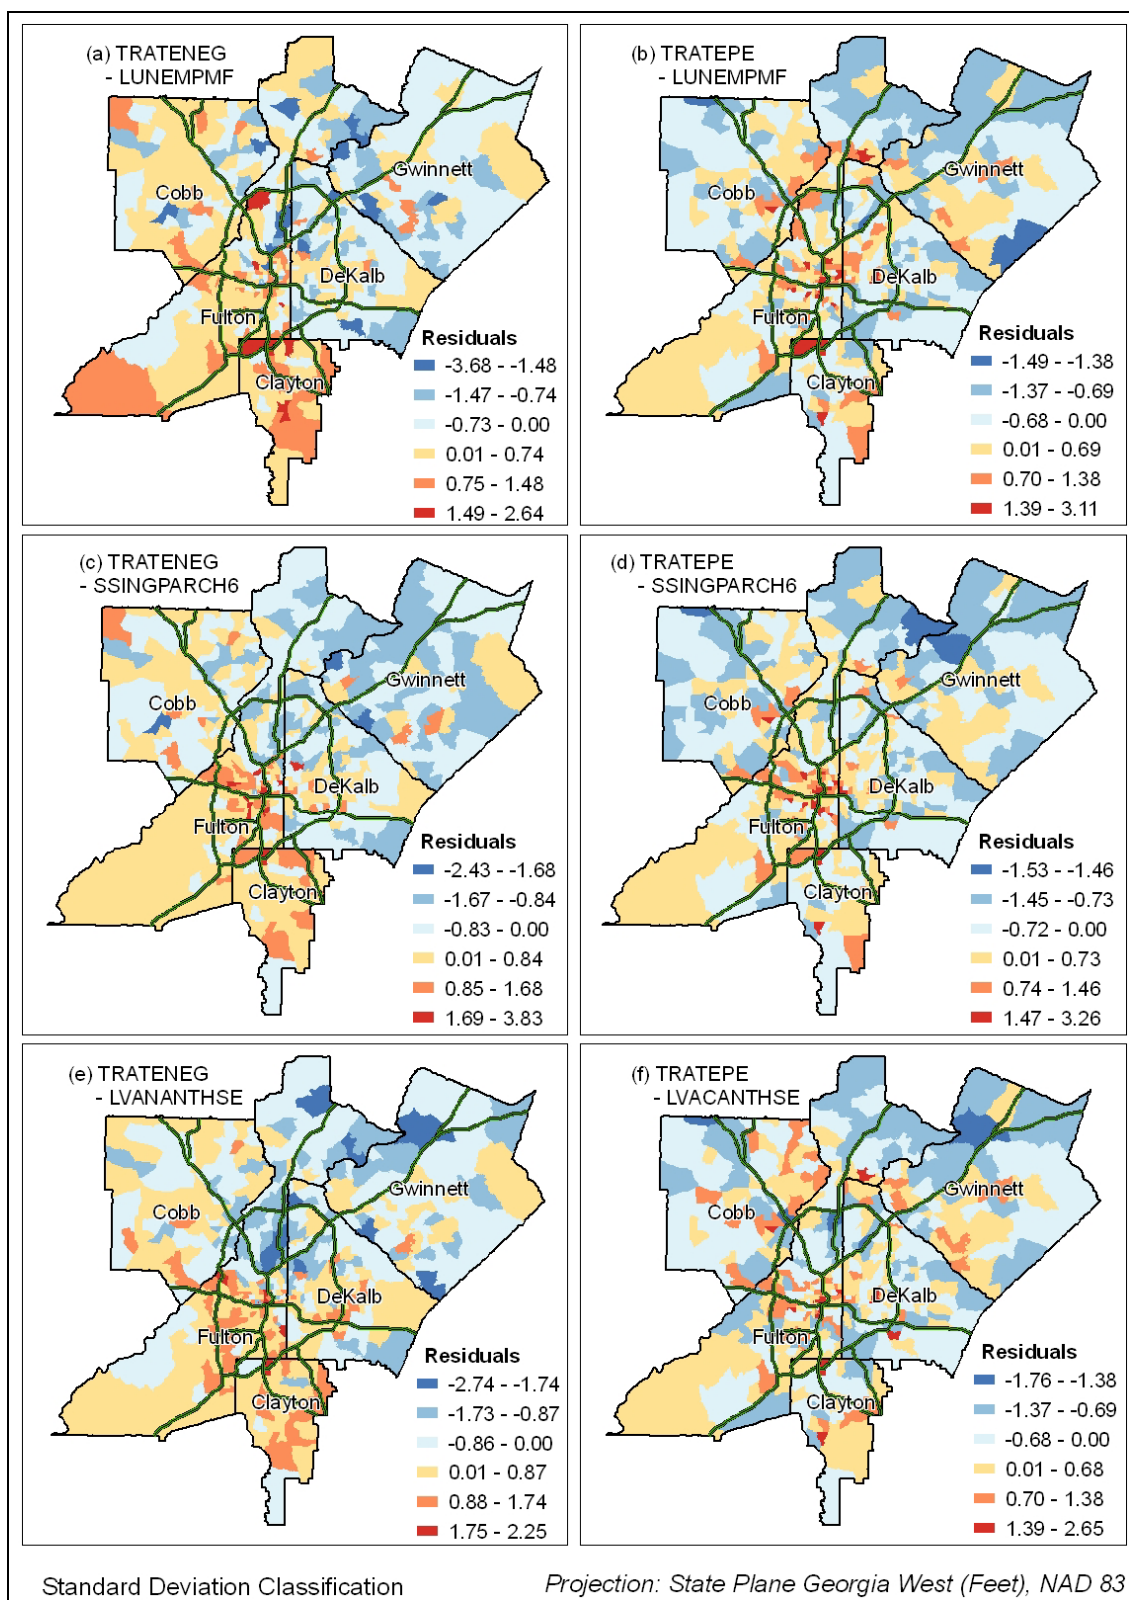 (a) TRATENEG
- LUNEMPMF
Cobb
Gwinnett
DeKalb
Fulton
Clayton
Residuals
-3.68 - -1.48
-1.47 - -0.74
-0.73 - 0.00
0.01 - 0.74
0.75 - 1.48
1.49 - 2.64
(b) TRATEPE
- LUNEMPMF
Cobb
Gwinnett
DeKalb
Fulton
Clayton
Residuals
-1.49 - -1.38
-1.37 - -0.69
-0.68 - 0.00
0.01 - 0.69
0.70 - 1.38
1.39 - 3.11
(c) TRATENEG
- SSINGPARCH6
Cobb
Gwinnett
DeKalb
Fulton
Clayton
Residuals
-2.43 - -1.68
-1.67 - -0.84
-0.83 - 0.00
0.01 - 0.84
0.85 - 1.68
1.69 - 3.83
(d) TRATEPE
- SSINGPARCH6
Cobb
Gwinnett
DeKalb
Fulton
Clayton
Residuals
-1.53 - -1.46
-1.45 - -0.73
-0.72 - 0.00
0.01 - 0.73
0.74 - 1.46
1.47 - 3.26
(e) TRATENEG
- LVANANTHSE
Cobb
Gwinnett
DeKalb
Fulton
Clayton
Residuals
-2.74 - -1.74
-1.73 - -0.87
-0.86 - 0.00
0.01 - 0.87
0.88 - 1.74
1.75 - 2.25
(f) TRATEPE
- LVACANTHSE
Cobb
Gwinnett
DeKalb
Fulton
Clayton
Residuals
-1.76 - -1.38
-1.37 - -0.69
-0.68 - 0.00
0.01 - 0.68
0.70 - 1.38
1.39 - 2.65
Standard Deviation Classification
Projection: State Plane Georgia West (Feet), NAD 83